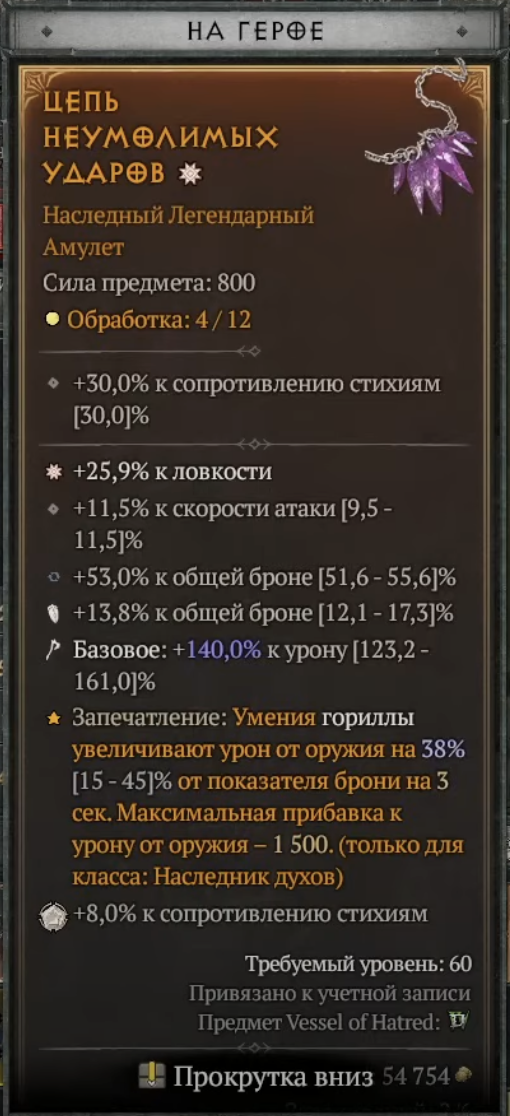 НА ГЕРОЕ
ЦЕПЬ
НЕУМОЛИМЫХ
УДАРОВ
Наследный Легендарный
Амулет
Сила предмета: 800
Обработка: 4 / 12
+30,0% к сопротивлению стихиям
[30,0]%
+25,9% к ловкости
+11,5% к скорости атаки [9,5 -
11,5]%
+53,0% к общей броне [51,6 - 55,6]%
+13,8% к общей броне [12,1 - 17,3]%
Базовое: +140,0% к урону [123,2 -
161,0]%
Запечатление: Умения гориллы
увеличивают урон от оружия на 38%
[15 - 45]% от показателя брони на 3
сек. Максимальная прибавка к
урону от оружия – 1 500. (только для
класса: Наследник духов)
+8,0% к сопротивлению стихиям
Требуемый уровень: 60
Привязано к учетной записи
Предмет Vessel of Hatred:
Прокрутка вниз 54 754